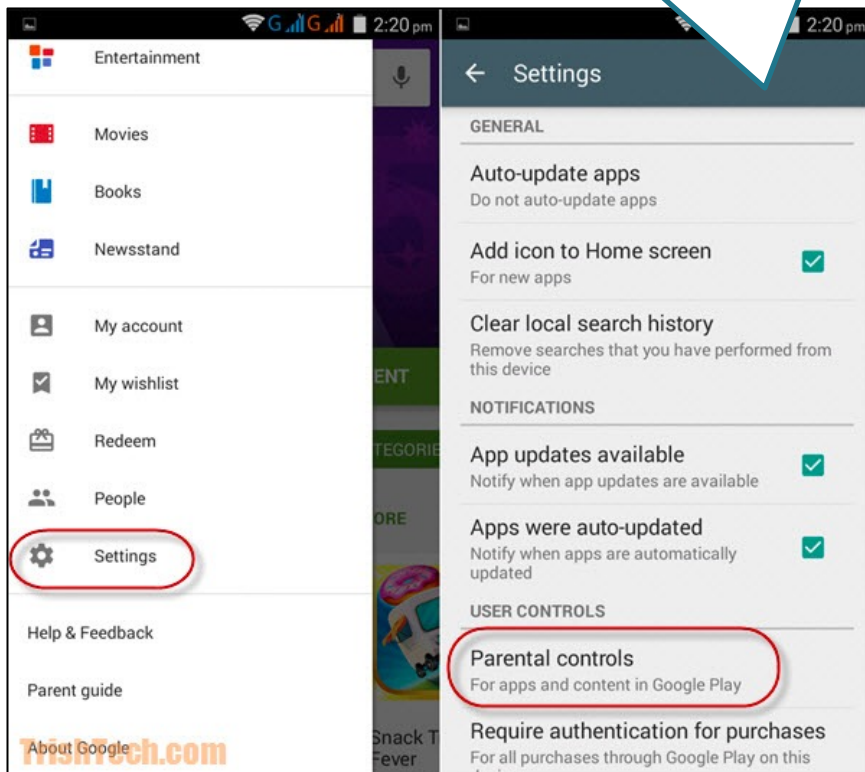 G G 2:20 pm
Entertainment
Movies
Books
Newsstand
My account
My wishlist
Redeem
People
Settings
Help & Feedback
Parent guide
About Google
TrishTech.com
ENT
TEGORIE
ORE
Snack T
Fever
2:20 pm
Settings
GENERAL
Auto-update apps
Do not auto-update apps
Add icon to Home screen
For new apps
Clear local search history
Remove searches that you have performed from
this device
NOTIFICATIONS
App updates available
Notify when app updates are available
Apps were auto-updated
Notify when apps are automatically
updated
USER CONTROLS
Parental controls
For apps and content in Google Play
Require authentication for purchases
For all purchases through Google Play on this